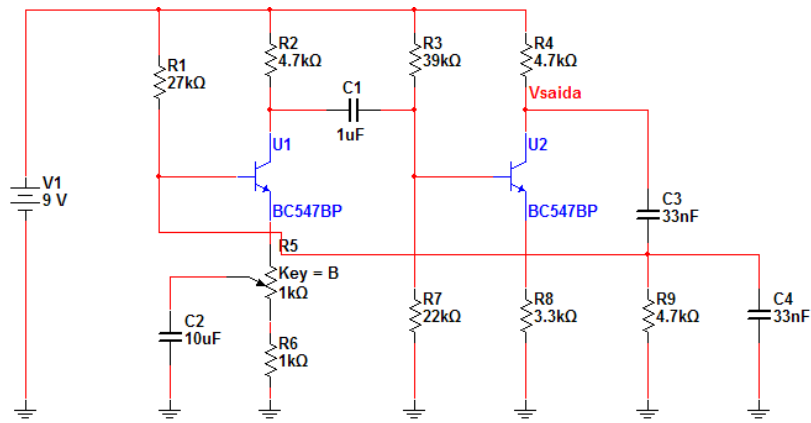 R1
27kΩ
R2
4.7kΩ
R3
39kΩ
R4
4.7kΩ
Vsaida
C1
1uF
U1
BC547BP
U2
BC547BP
V1
9 V
C3
33nF
R5
Key = B
1kΩ
C2
10uF
R6
1kΩ
R7
22kΩ
R8
3.3kΩ
R9
4.7kΩ
C4
33nF